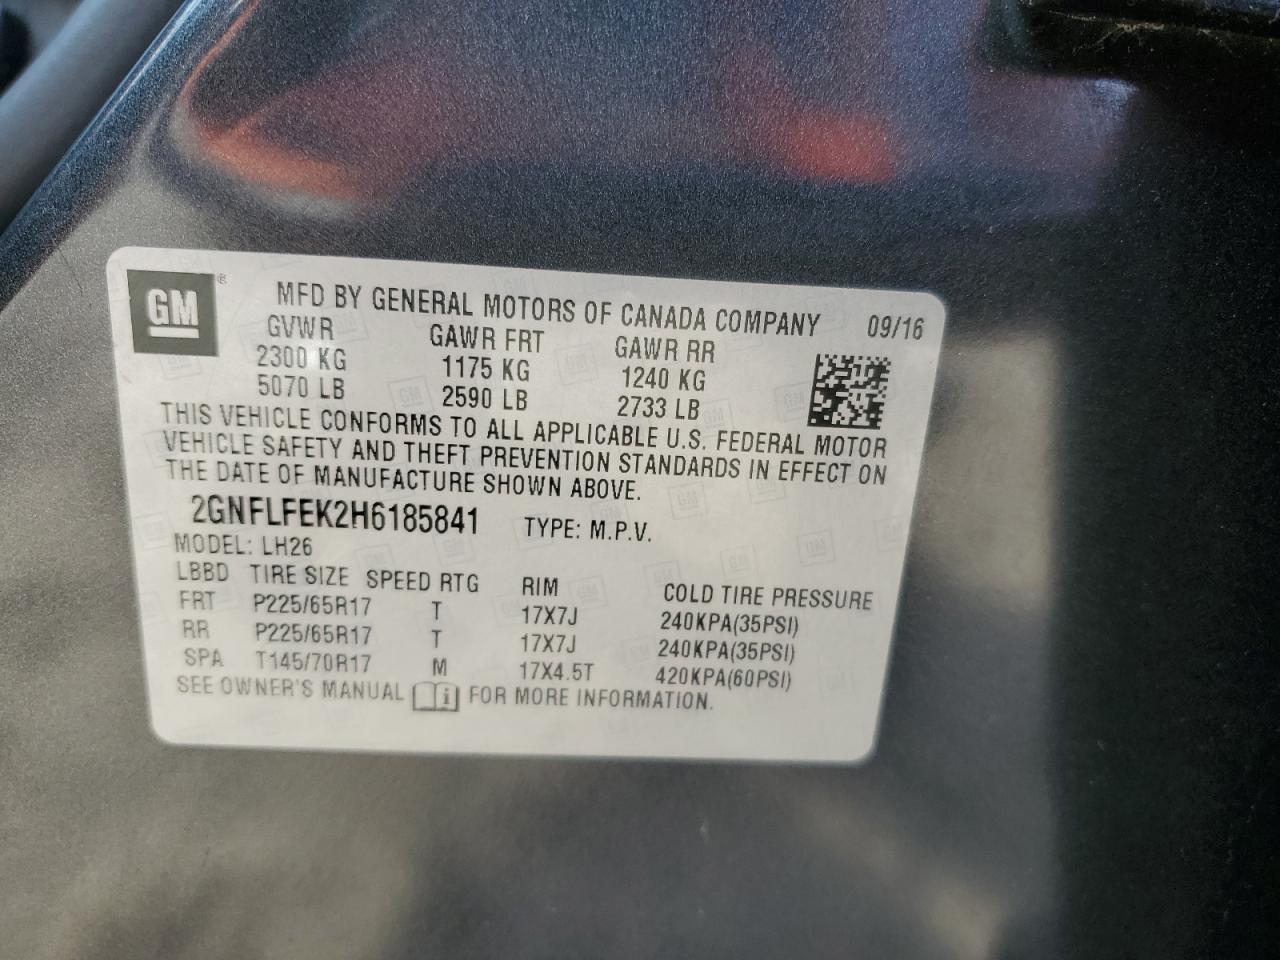 GM ® MFD BY GENERAL MOTORS OF CANADA COMPANY 09/16
GVWR GAWR FRT GAWR RR
2300 KG 1175 KG 1240 KG
5070 LB 2590 LB 2733 LB
THIS VEHICLE CONFORMS TO ALL APPLICABLE U.S. FEDERAL MOTOR
VEHICLE SAFETY AND THEFT PREVENTION STANDARDS IN EFFECT ON
THE DATE OF MANUFACTURE SHOWN ABOVE.
2GNFLFEK2H6185841 TYPE: M.P.V.
MODEL: LH26
LBBD TIRE SIZE SPEED RTG RIM COLD TIRE PRESSURE
FRT P225/65R17 T 17X7J 240KPA(35PSI)
RR P225/65R17 T 17X7J 240KPA(35PSI)
SPA T145/70R17 M 17X4.5T 420KPA(60PSI)
SEE OWNER'S MANUAL i FOR MORE INFORMATION.